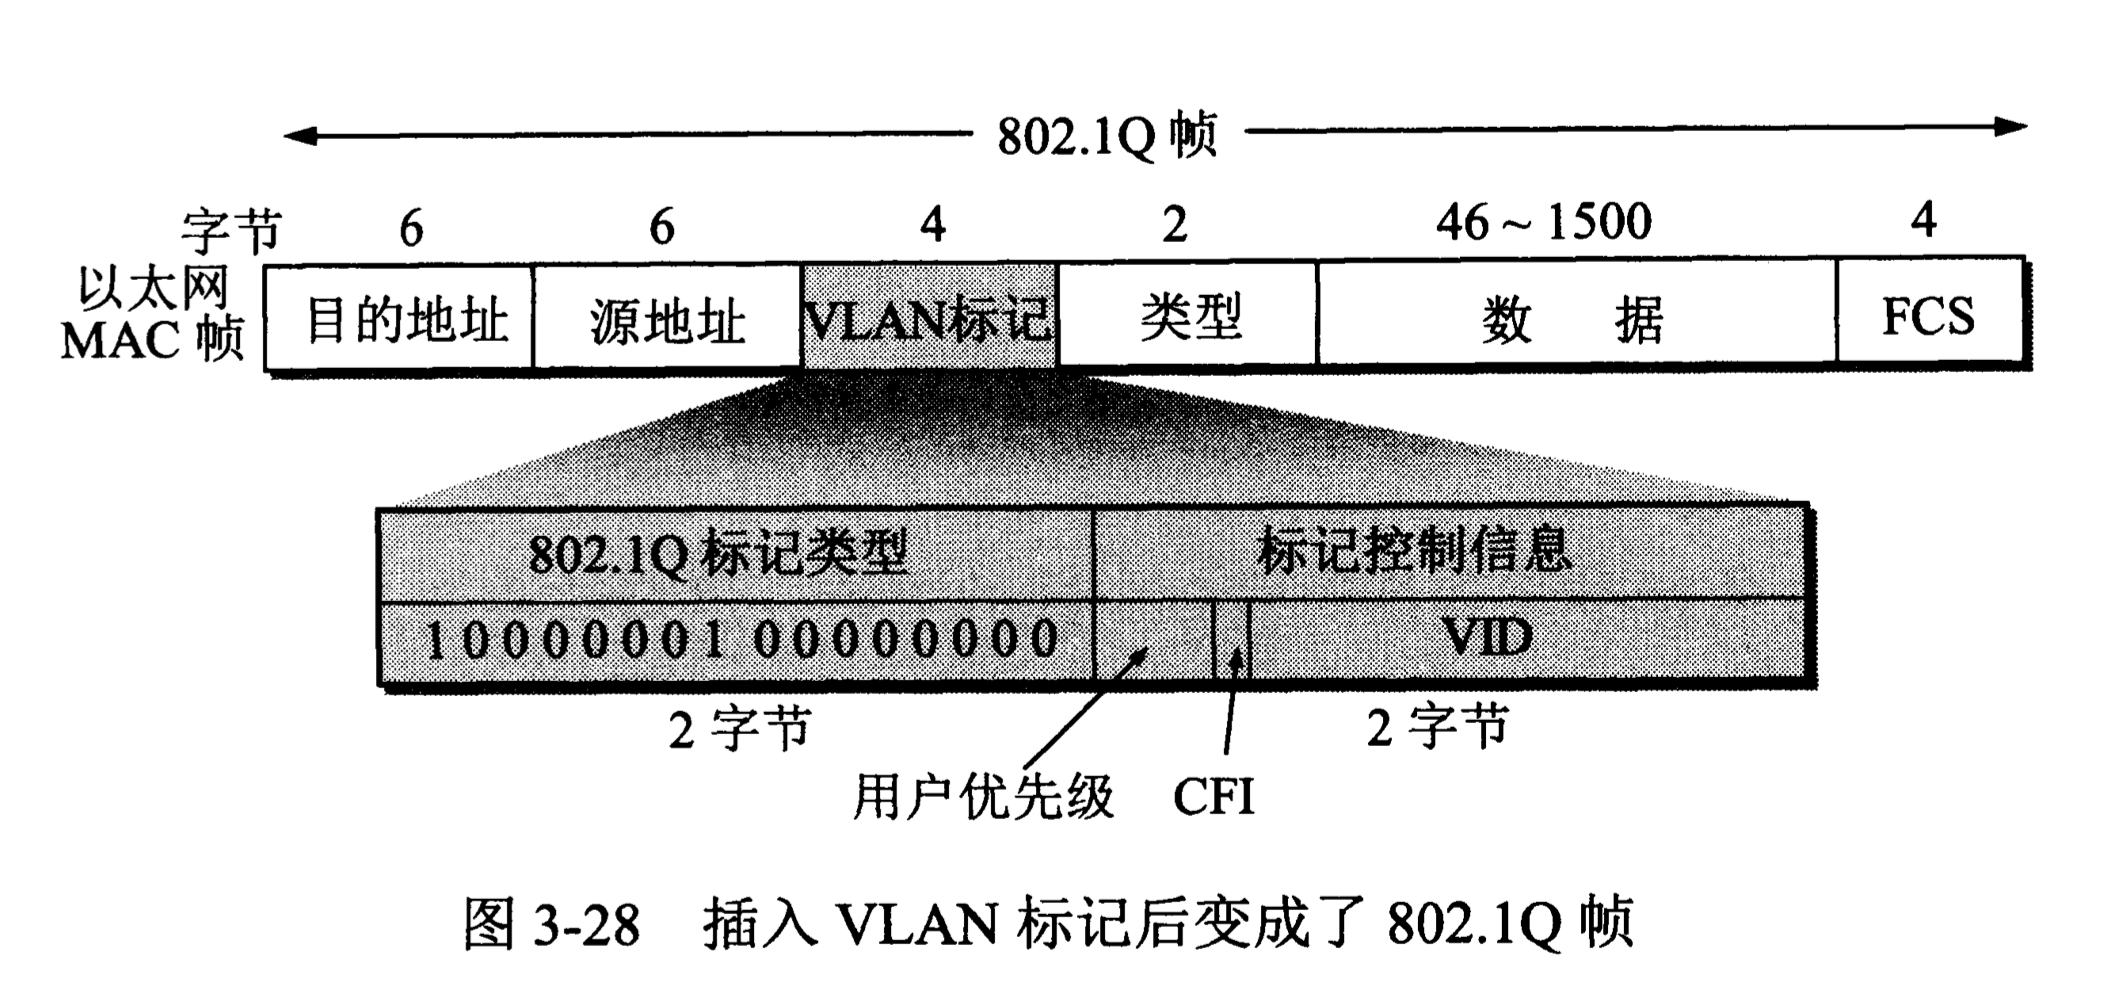 802.1Q 帧
字节 6 6 4 2 46 ~ 1500 4
以太网
MAC 帧
目的地址 源地址 VLAN标记 类型 数 据 FCS
802.1Q 标记类型 标记控制信息
1 0 0 0 0 0 0 1 0 0 0 0 0 0 0 0 VID
2 字节 2 字节
用户优先级 CFI
图 3-28 插入 VLAN 标记后变成了 802.1Q 帧